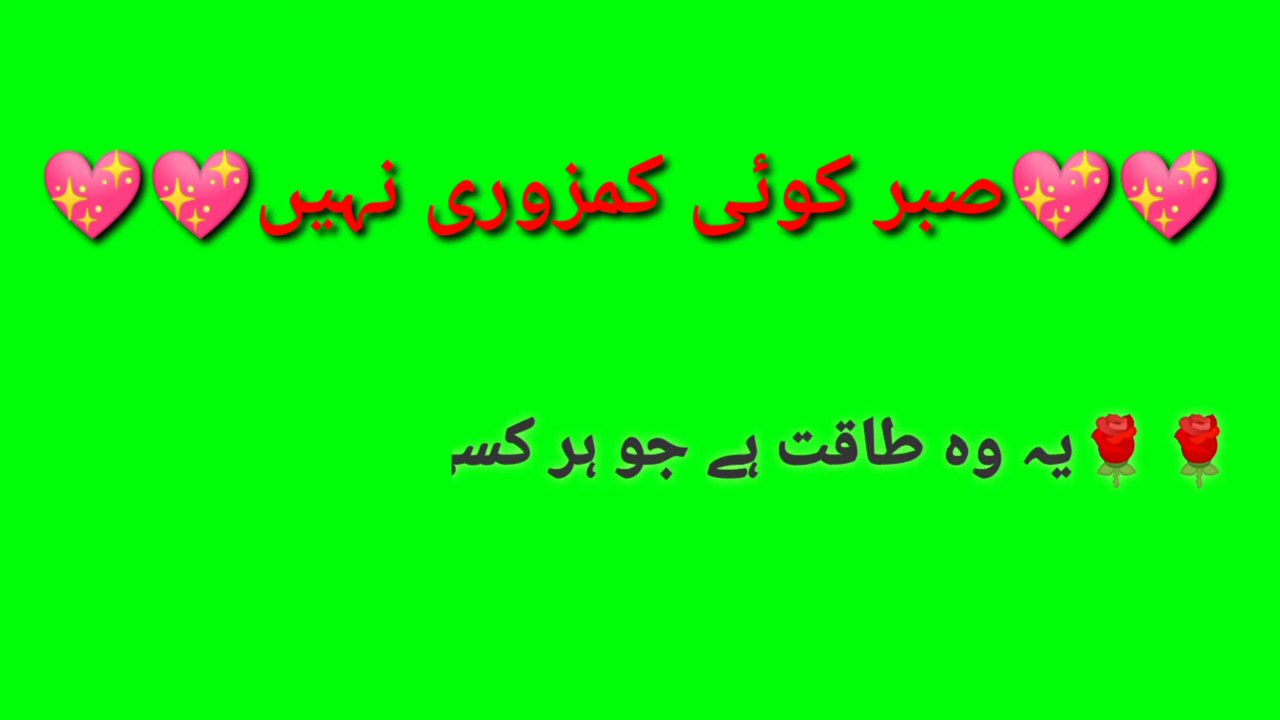 💖💖صبر کوئی کمزوری نہیں💖💖
🌹🌹یہ وہ طاقت ہے جو ہر